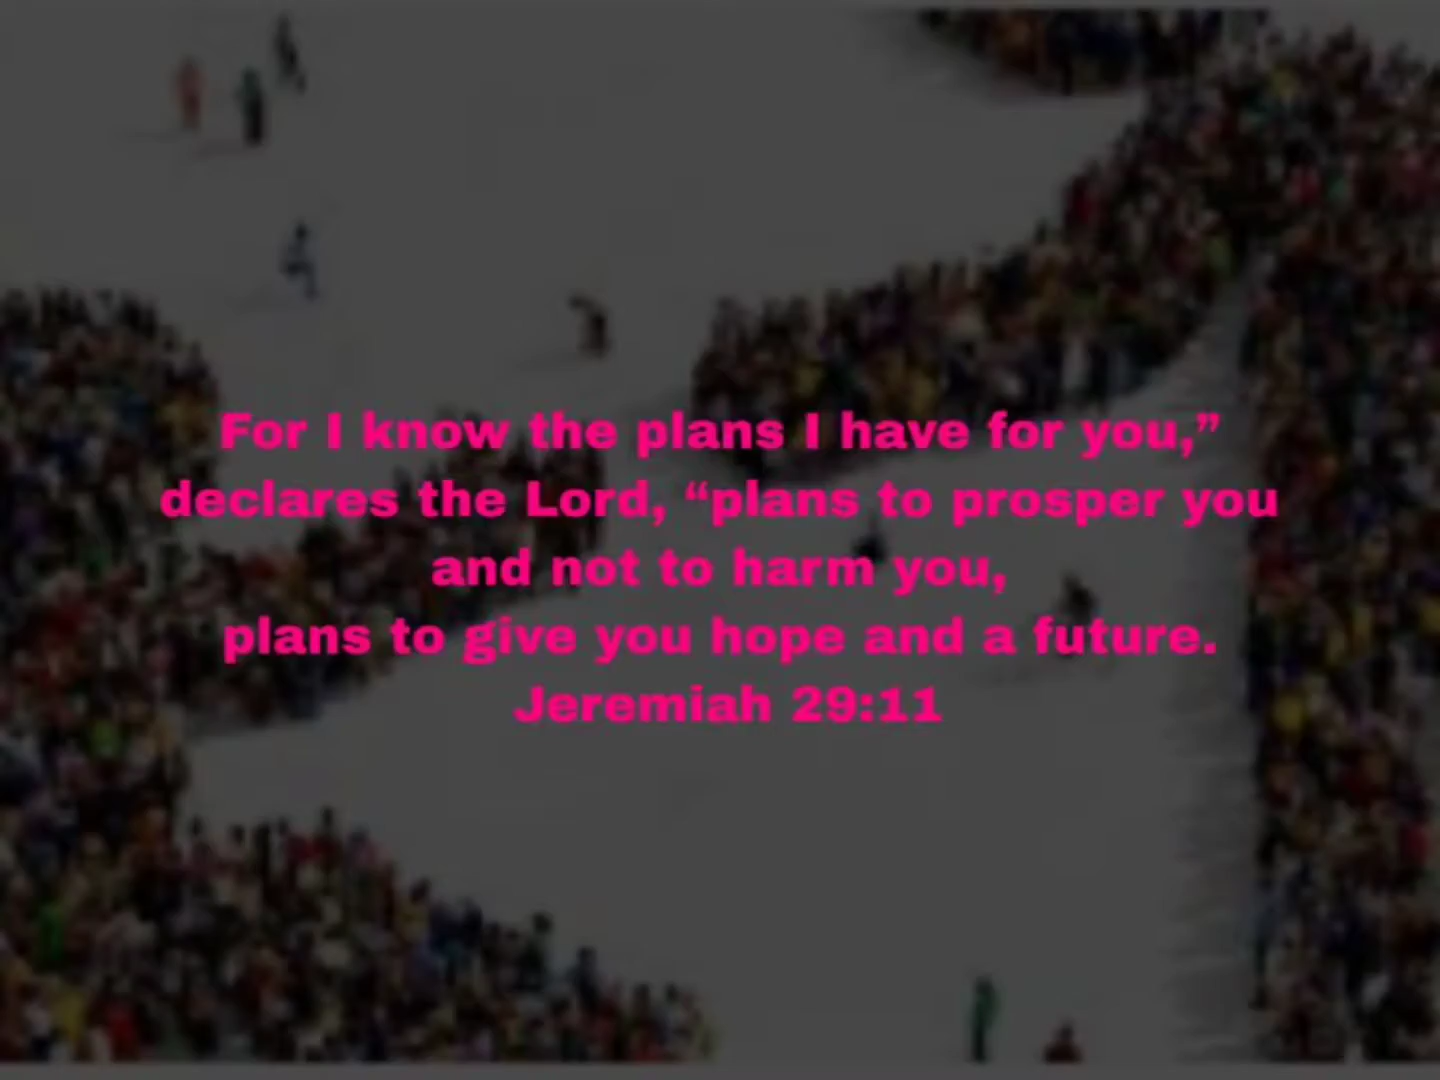 For I know the plans I have for you,”
declares the Lord, “plans to prosper you
and not to harm you,
plans to give you hope and a future.
Jeremiah 29:11